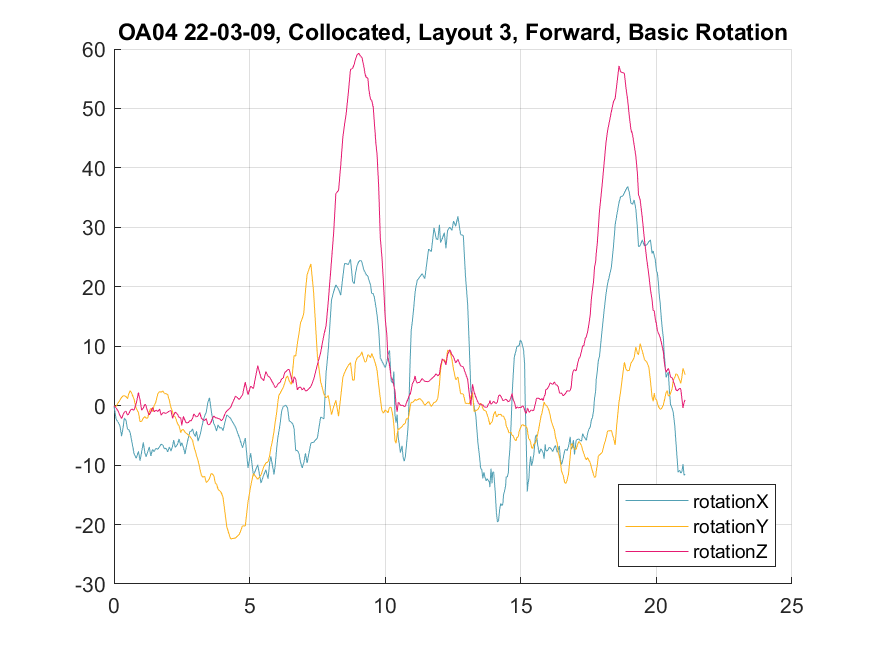 OA04 22-03-09, Collocated, Layout 3, Forward, Basic Rotation
60
50
40
30
20
10
0
-10
-20
-30
0 5 10 15 20 25
rotationX
rotationY
rotationZ